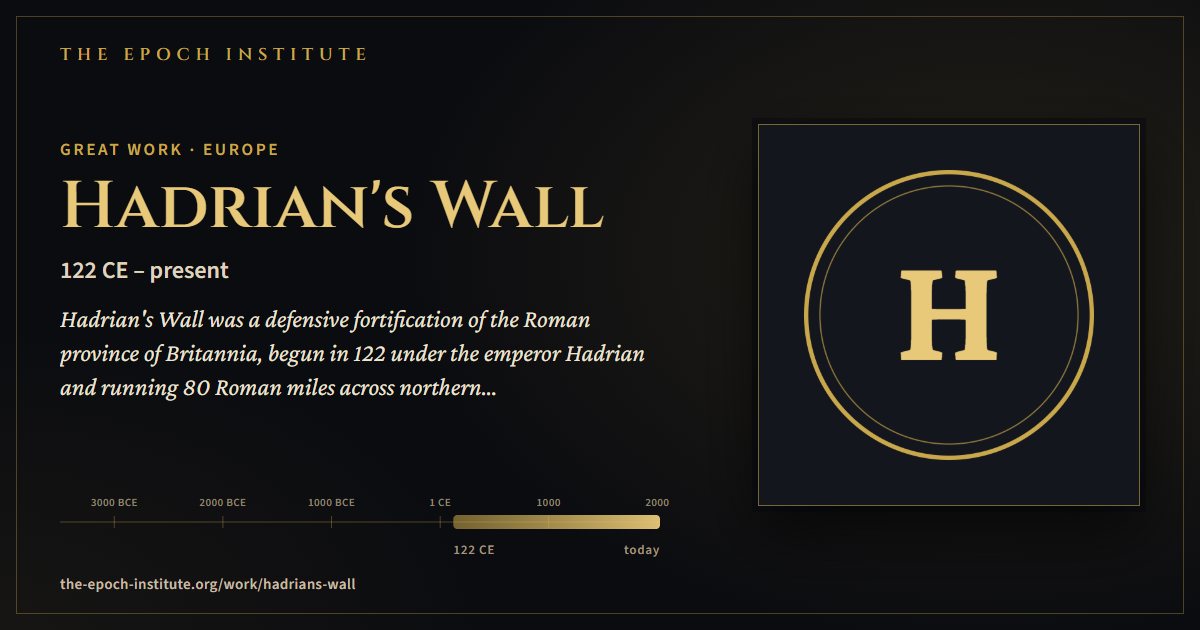 THE EPOCH INSTITUTE
GREAT WORK · EUROPE
HADRIAN'S WALL
122 CE – present
Hadrian's Wall was a defensive fortification of the Roman
province of Britannia, begun in 122 under the emperor Hadrian
and running 80 Roman miles across northern...
H
3000 BCE 2000 BCE 1000 BCE 1 CE 1000 2000
122 CE today
the-epoch-institute.org/work/hadrians-wall